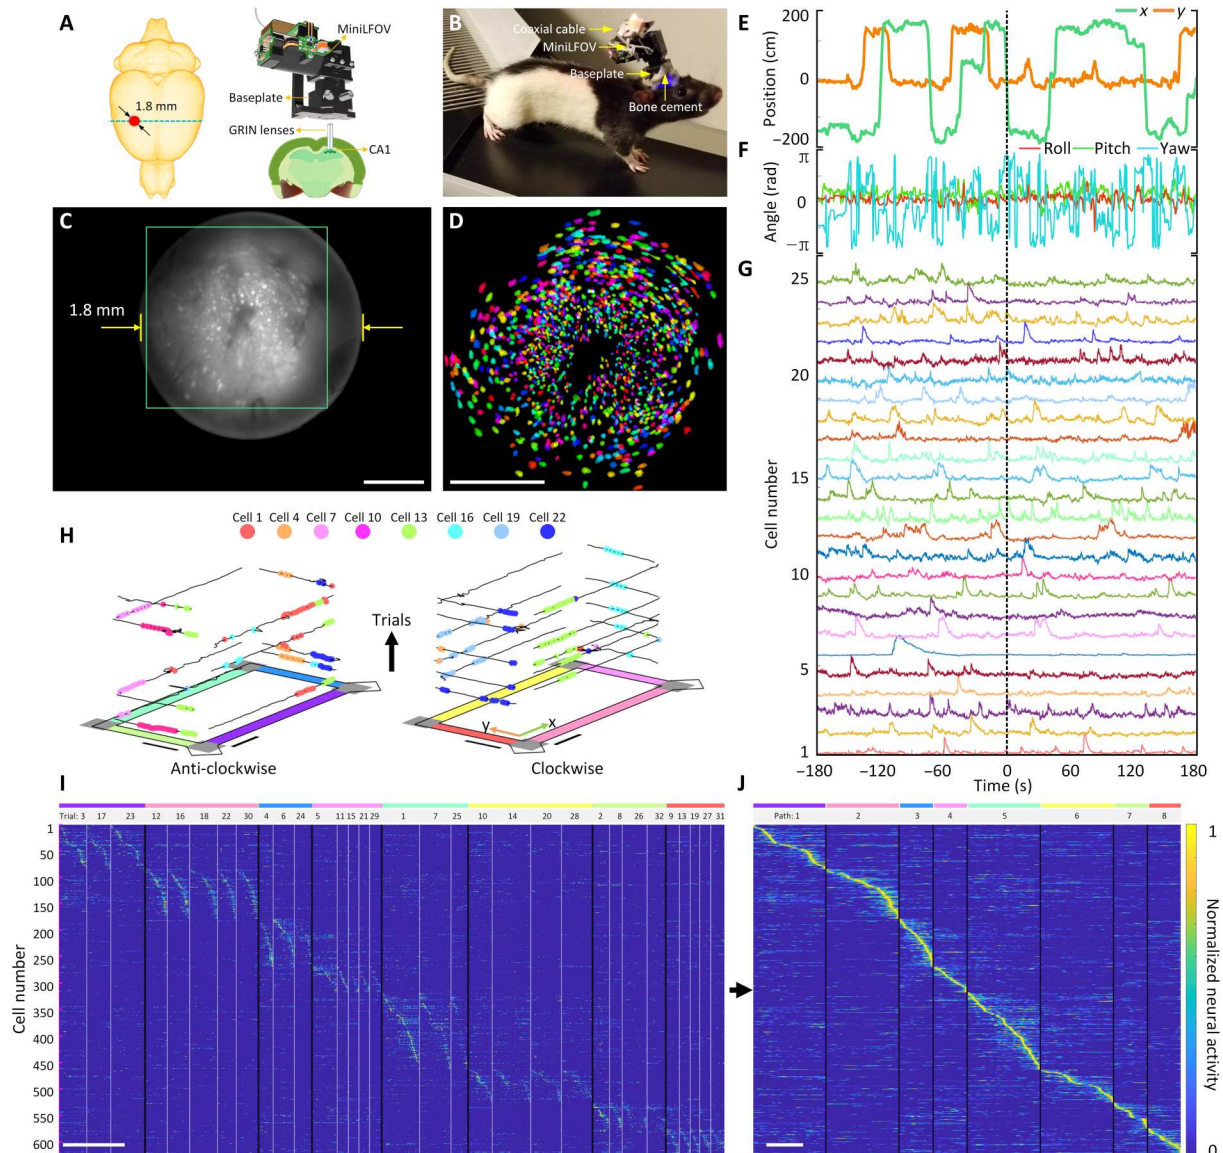 A
1.8 mm
MiniLFOV
Baseplate
GRIN lenses
CA1
B
Coaxial cable
MiniLFOV
Baseplate
Bone cement
C
1.8 mm
D
E
x y
Position (cm)
200
0
−200
F
Roll Pitch Yaw
Angle (rad)
π
0
−π
G
Cell number
25
20
15
10
5
1
−180 −120 −60 0 60 120 180
Time (s)
H
Cell 1 Cell 4 Cell 7 Cell 10 Cell 13 Cell 16 Cell 19 Cell 22
Trials
y x
Anti-clockwise Clockwise
I
Trial: 3 17 23 12 16 18 22 30 4 6 24 5 11 15 21 29 1 7 25 10 14 20 28 2 8 26 32 9 13 19 27 31
Cell number
1
50
100
150
200
250
300
350
400
450
500
550
600
J
Path: 1 2 3 4 5 6 7 8
1
Normalized neural activity
0